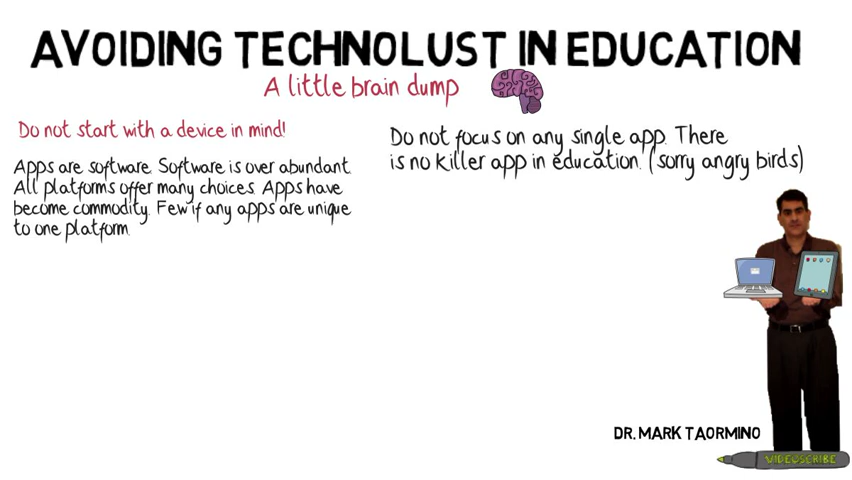 AVOIDING TECHNOLUST IN EDUCATION
A little brain dump
Do not start with a device in mind!
Apps are software. Software is over abundant.
All platforms offer many choices. Apps have
become commodity. Few if any apps are unique
to one platform.
Do not focus on any single app. There
is no killer app in education. (sorry angry birds)
DR. MARK TAORMINO
VIDEOSCRIBE